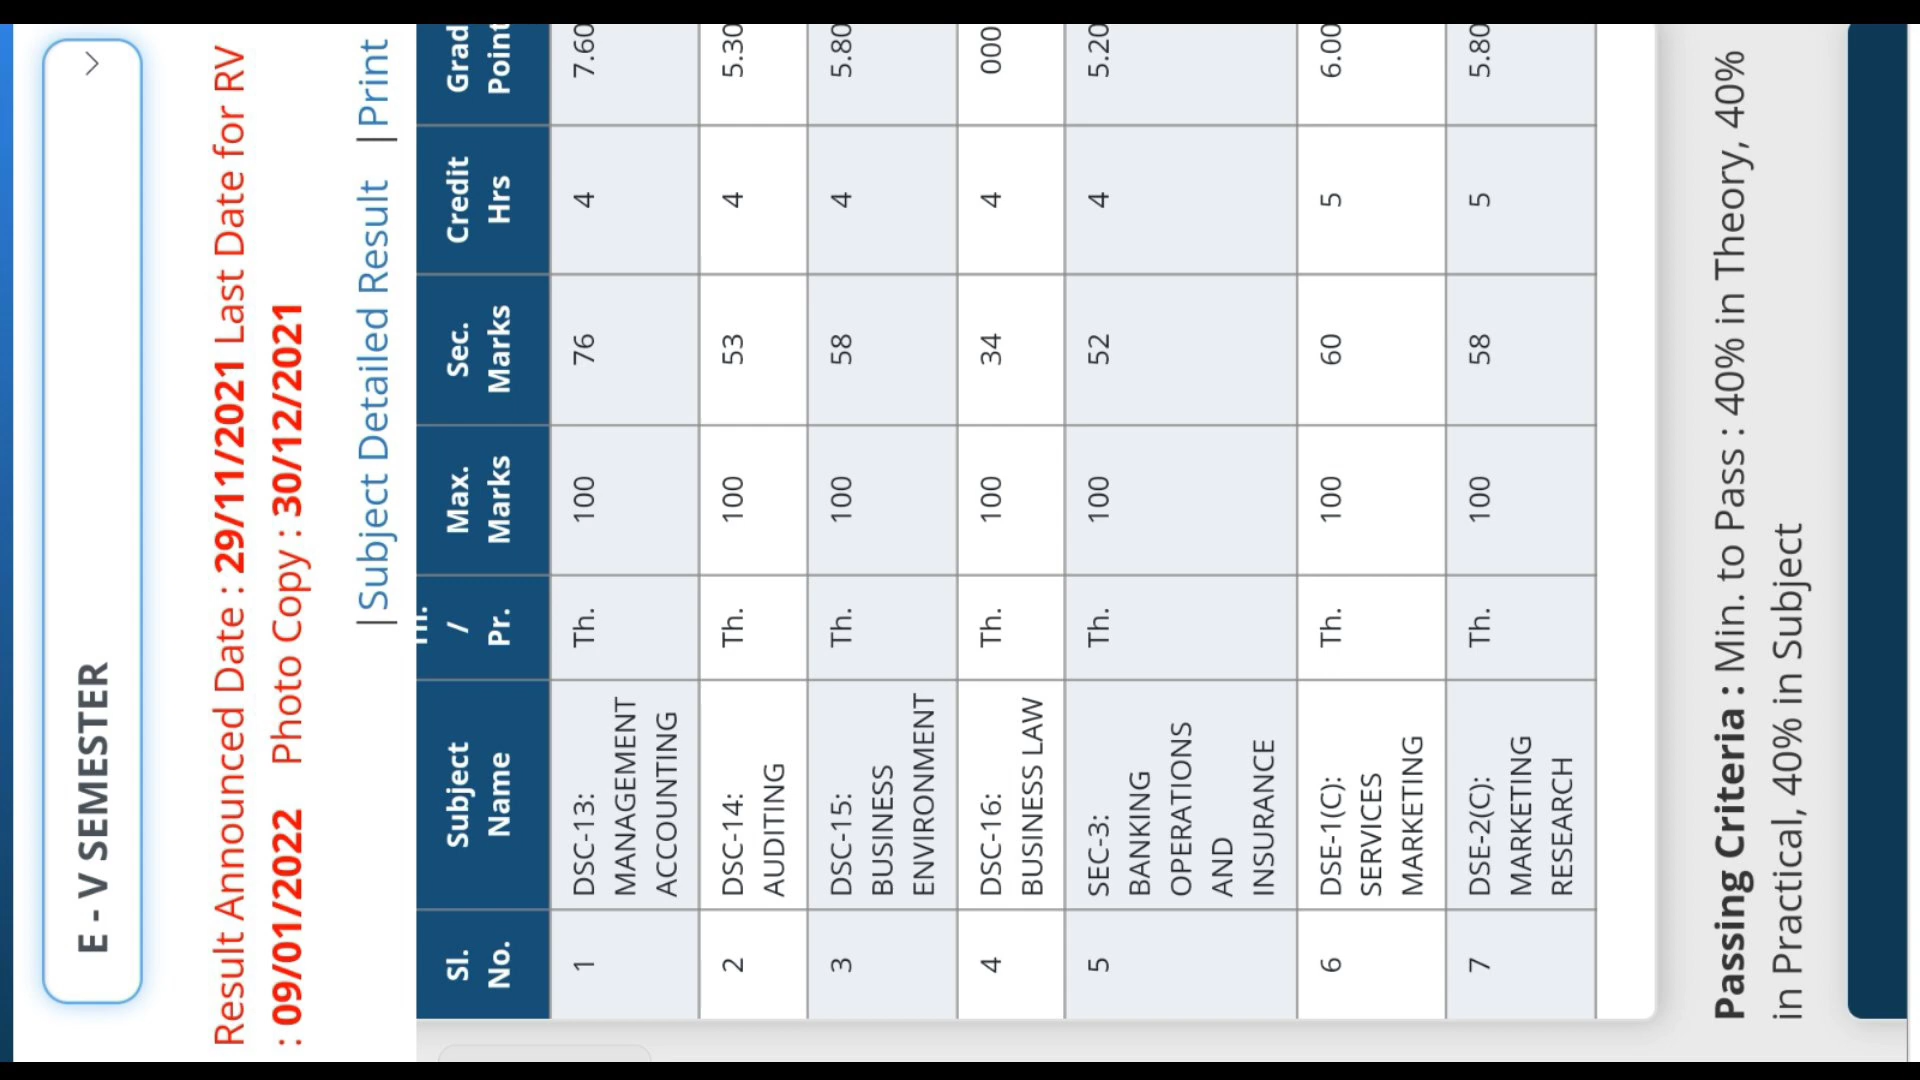 E - V SEMESTER
Result Announced Date : 29/11/2021 Last Date for RV
: 09/01/2022 Photo Copy : 30/12/2021
|Subject Detailed Result |Print
Sl. No. Subject Name Th. / Pr. Max. Marks Sec. Marks Credit Hrs Grad Point
1 DSC-13: MANAGEMENT ACCOUNTING Th. 100 76 4 7.60
2 DSC-14: AUDITING Th. 100 53 4 5.30
3 DSC-15: BUSINESS ENVIRONMENT Th. 100 58 4 5.80
4 DSC-16: BUSINESS LAW Th. 100 34 4 000
5 SEC-3: BANKING OPERATIONS AND INSURANCE Th. 100 52 4 5.20
6 DSE-1(C): SERVICES MARKETING Th. 100 60 5 6.00
7 DSE-2(C): MARKETING RESEARCH Th. 100 58 5 5.80
Passing Criteria : Min. to Pass : 40% in Theory, 40%
in Practical, 40% in Subject